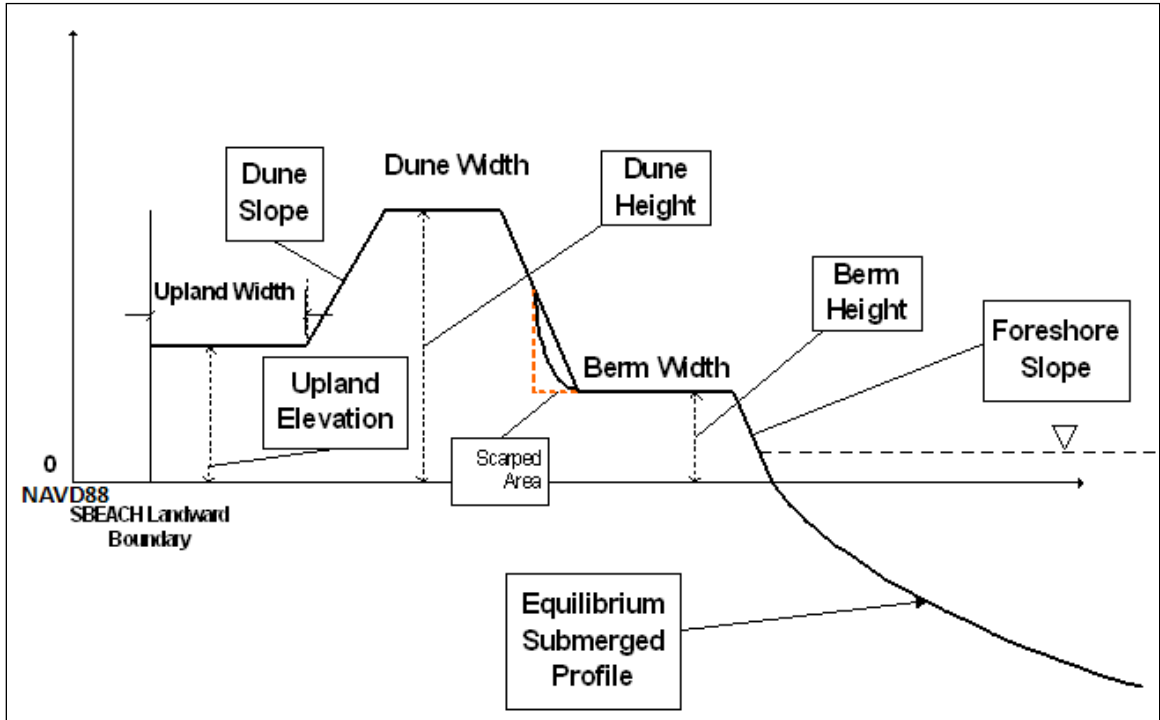 Dune Width
Dune
Slope
Dune
Height
Upland Width
Berm
Height
Foreshore
Slope
Berm Width
Upland
Elevation
Scarped
Area
0
NAVD88
SBEACH Landward
Boundary
Equilibrium
Submerged
Profile